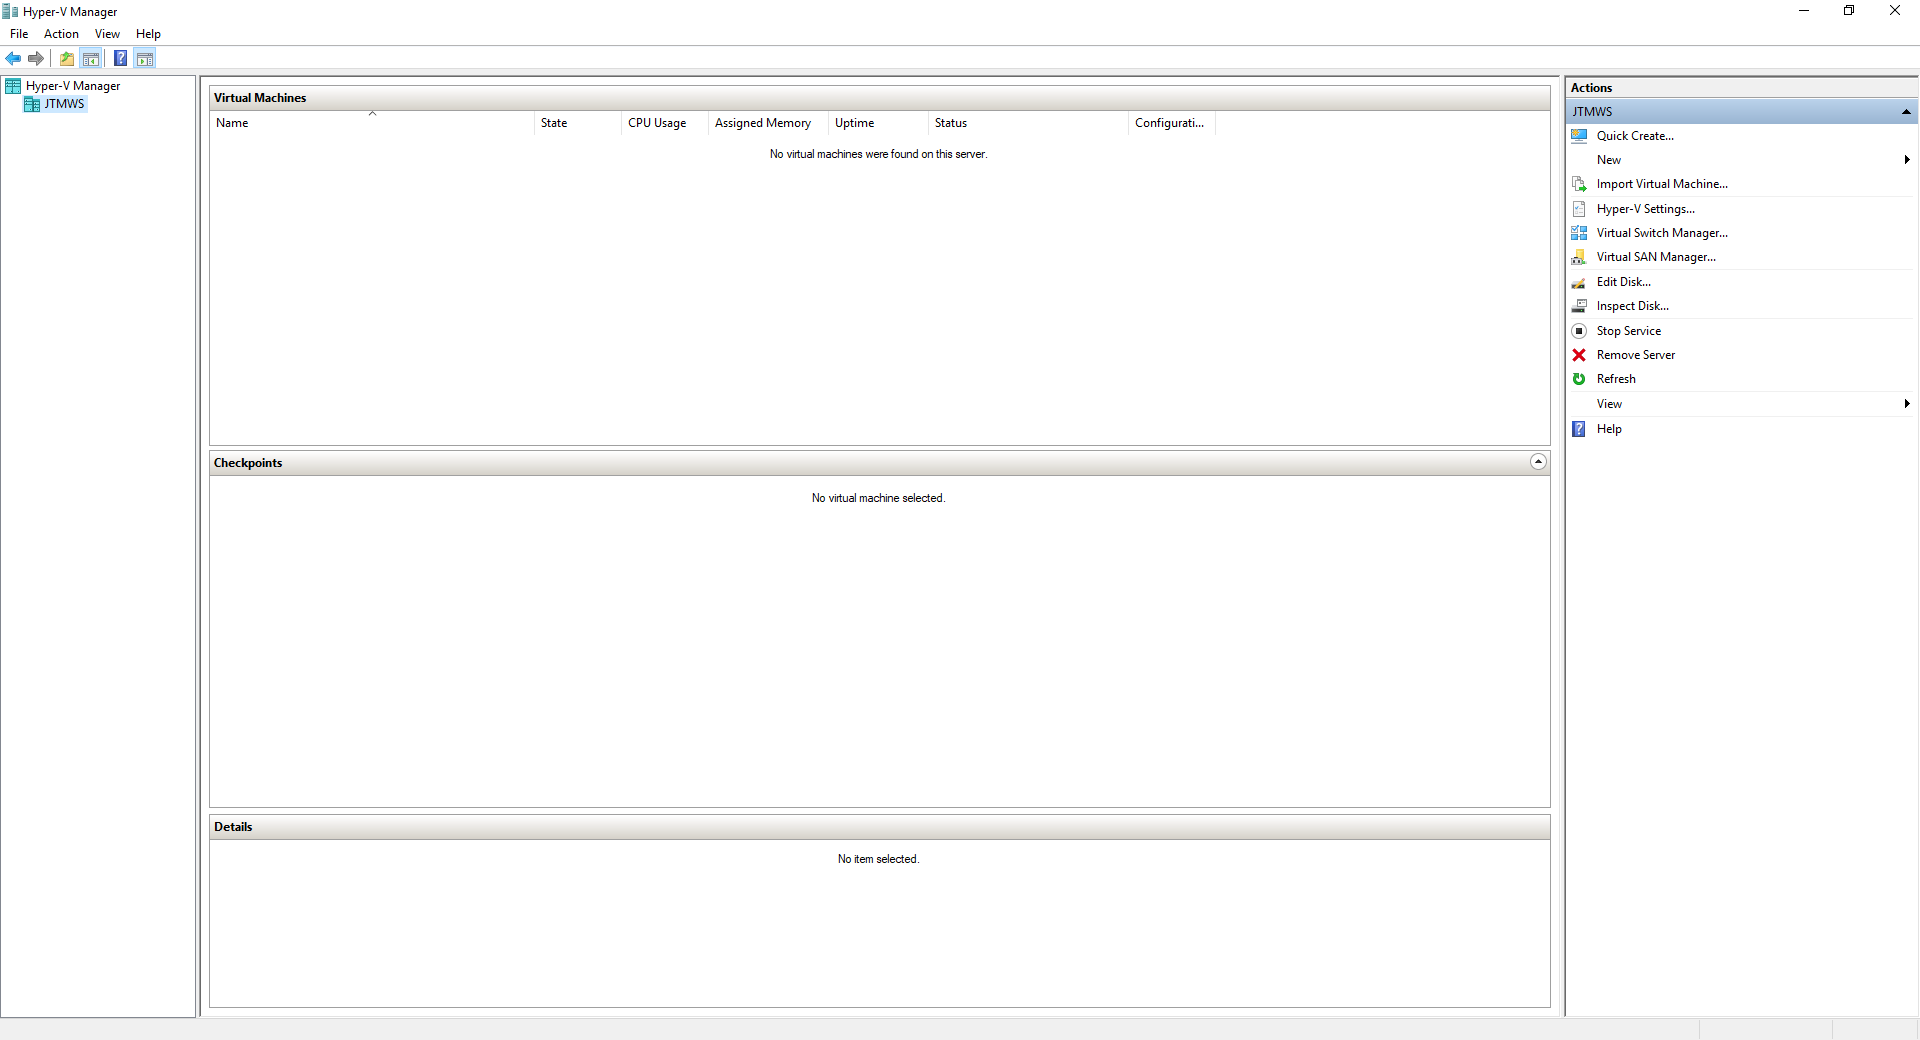 Hyper-V Manager
File Action View Help
Hyper-V Manager
JTMWS
Virtual Machines
Name State CPU Usage Assigned Memory Uptime Status Configurati...
No virtual machines were found on this server.
Checkpoints
No virtual machine selected.
Details
No item selected.
Actions
JTMWS
Quick Create...
New
Import Virtual Machine...
Hyper-V Settings...
Virtual Switch Manager...
Virtual SAN Manager...
Edit Disk...
Inspect Disk...
Stop Service
Remove Server
Refresh
View
Help